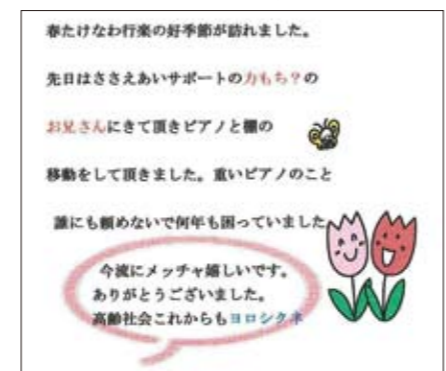 春たけなわ行楽の好季節が訪れました。
先日はささえあいサポートの力もち？の
お兄さんにきて頂きピアノと棚の
移動をして頂きました。重いピアノのこと
誰にも頼めないで何年も困っていました。
今流にメッチャ嬉しいです。
ありがとうございました。
高齢社会これからもヨロシクネ